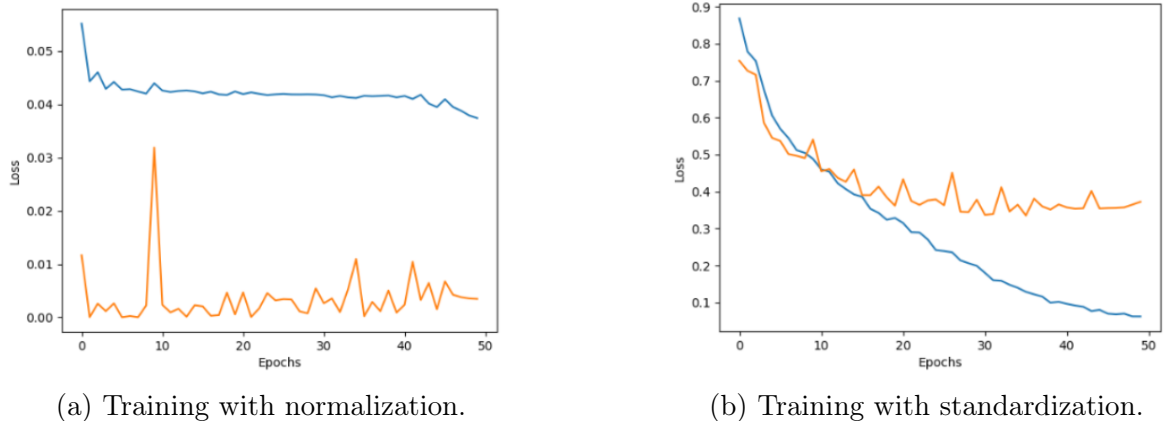 0.05
0.04
0.03
0.02
0.01
0.00
Loss
0 10 20 30 40 50
Epochs
(a) Training with normalization.
0.9
0.8
0.7
0.6
0.5
0.4
0.3
0.2
0.1
Loss
0 10 20 30 40 50
Epochs
(b) Training with standardization.